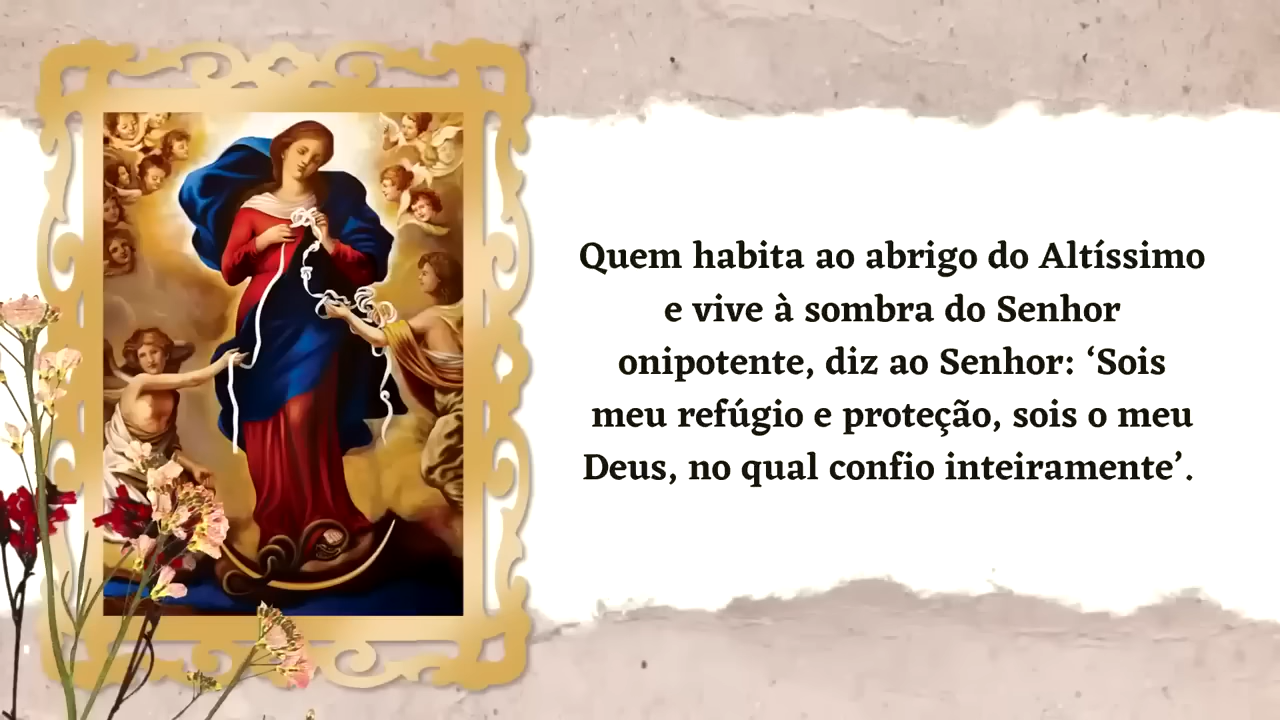 Quem habita ao abrigo do Altíssimo
e vive à sombra do Senhor
onipotente, diz ao Senhor: ‘Sois
meu refúgio e proteção, sois o meu
Deus, no qual confio inteiramente’.